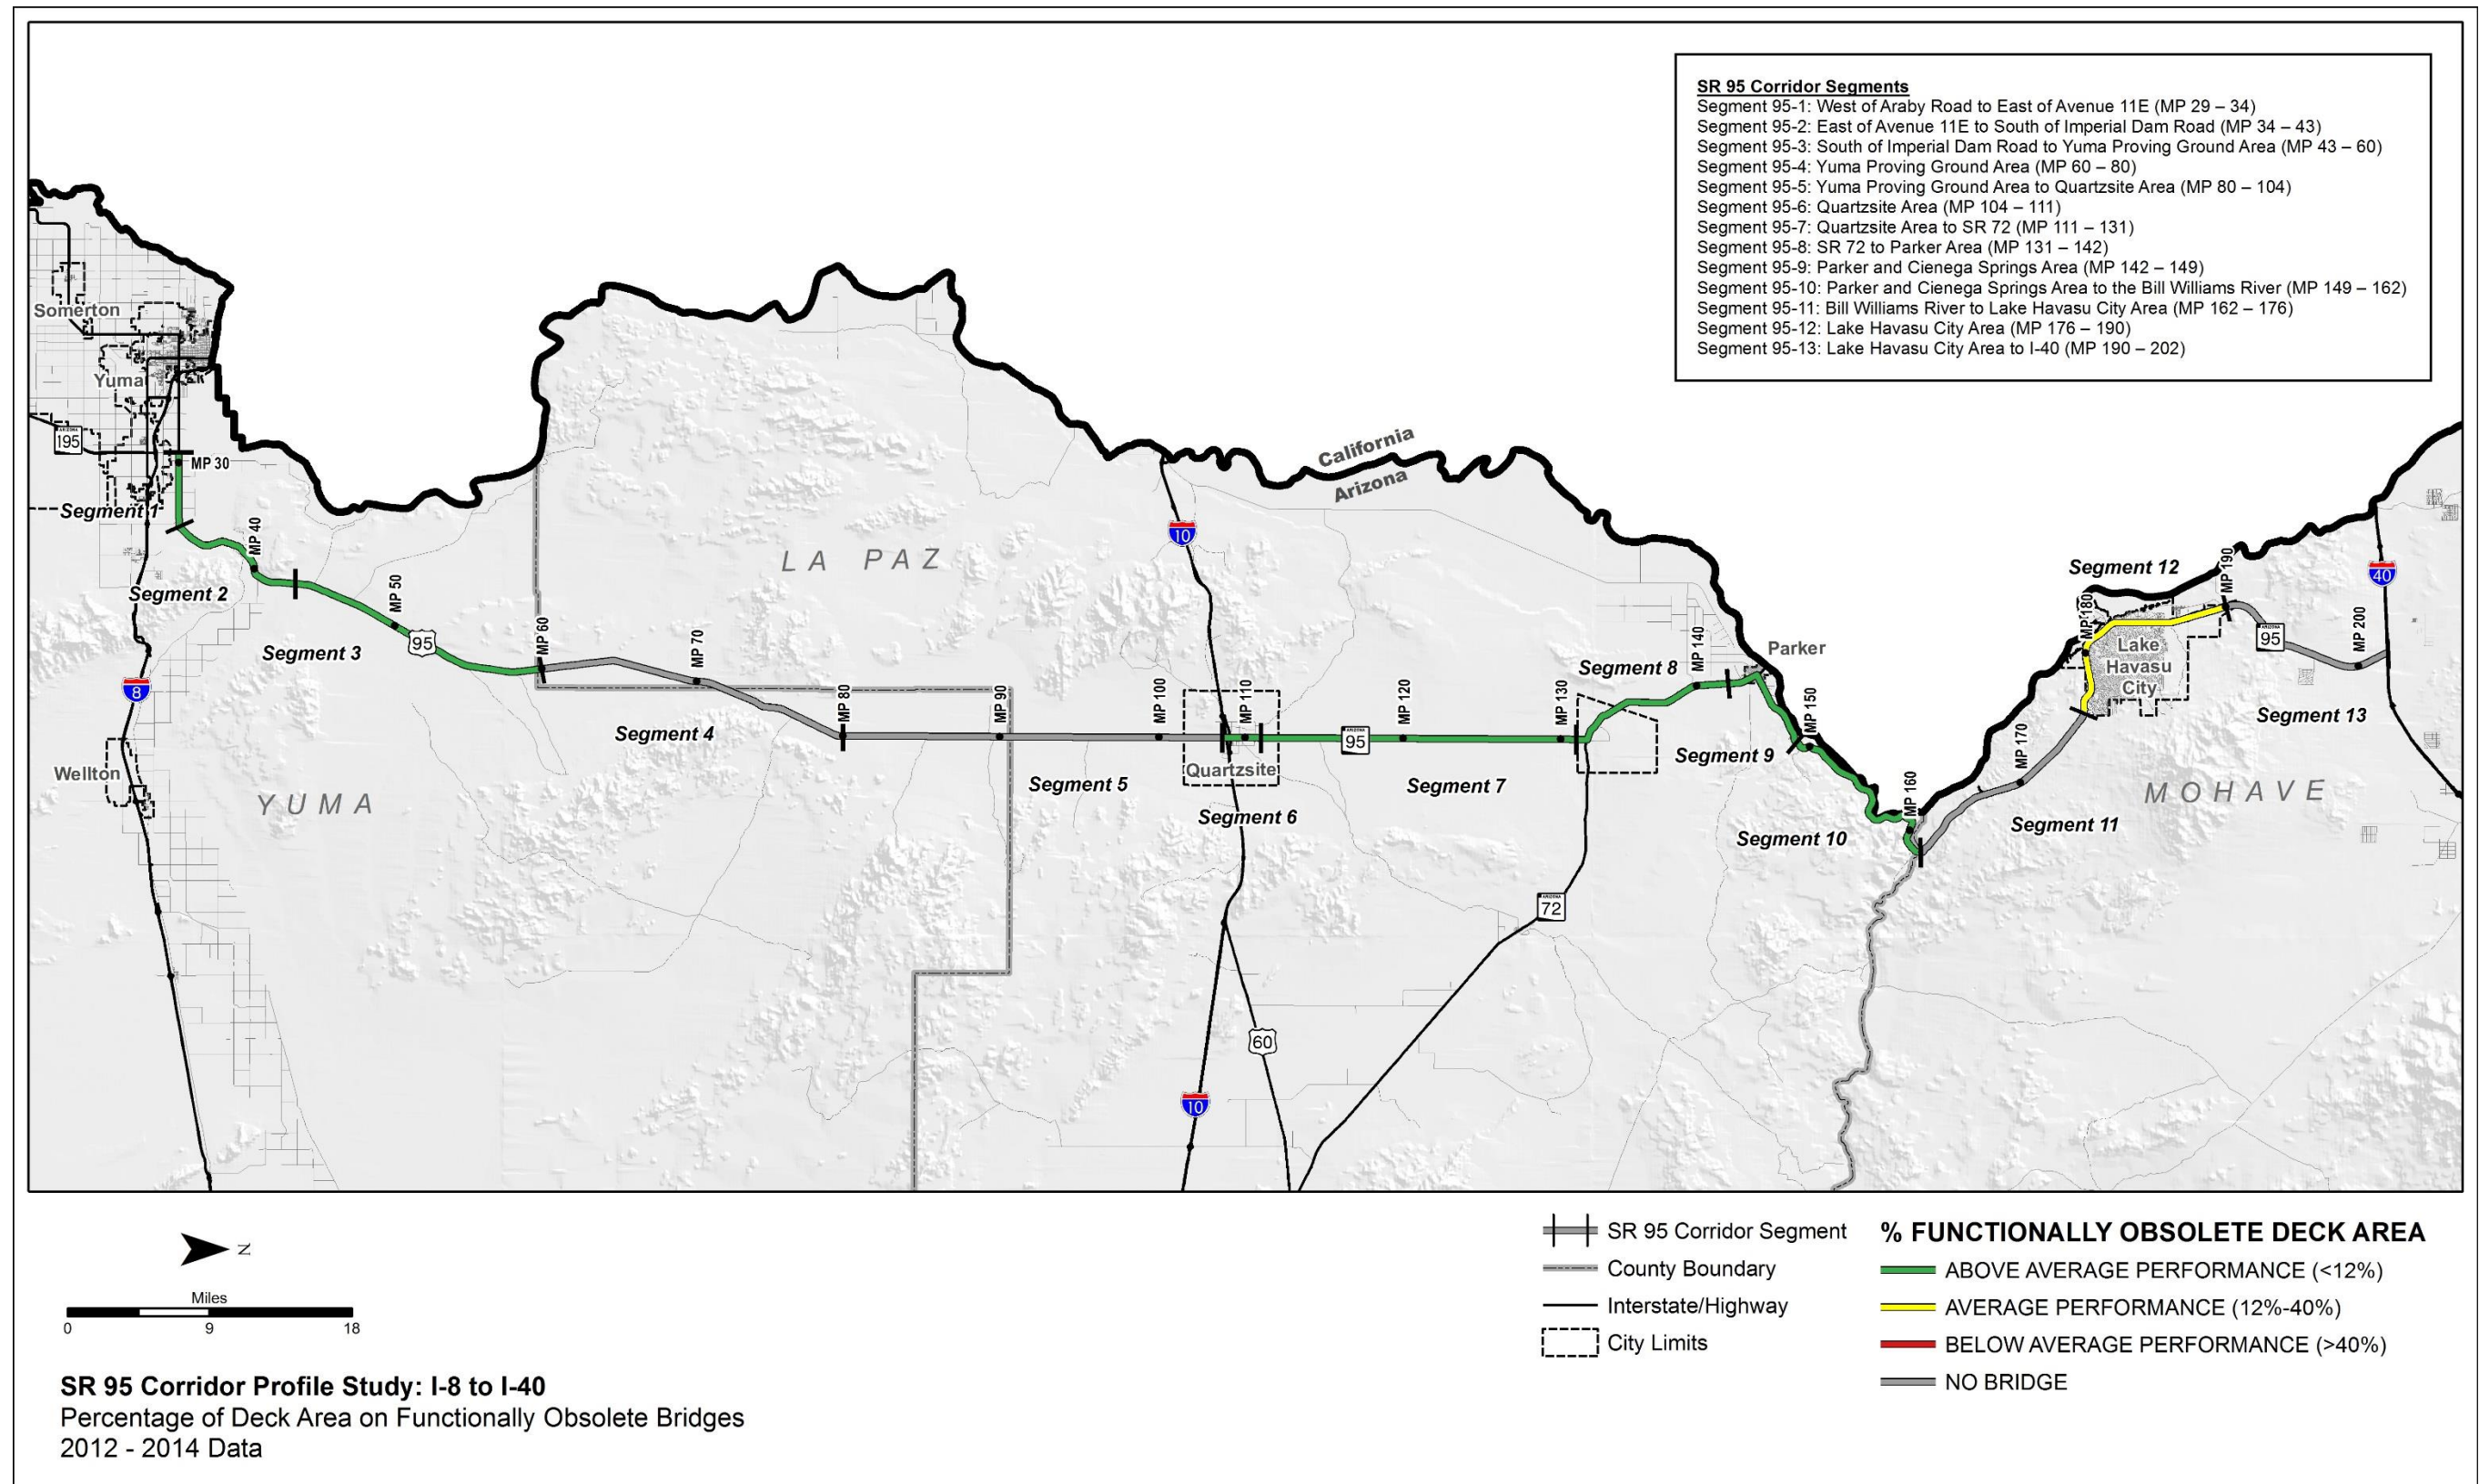 SR 95 Corridor Segments
Segment 95-1: West of Araby Road to East of Avenue 11E (MP 29 – 34)
Segment 95-2: East of Avenue 11E to South of Imperial Dam Road (MP 34 – 43)
Segment 95-3: South of Imperial Dam Road to Yuma Proving Ground Area (MP 43 – 60)
Segment 95-4: Yuma Proving Ground Area (MP 60 – 80)
Segment 95-5: Yuma Proving Ground Area to Quartzsite Area (MP 80 – 104)
Segment 95-6: Quartzsite Area (MP 104 – 111)
Segment 95-7: Quartzsite Area to SR 72 (MP 111 – 131)
Segment 95-8: SR 72 to Parker Area (MP 131 – 142)
Segment 95-9: Parker and Cienega Springs Area (MP 142 – 149)
Segment 95-10: Parker and Cienega Springs Area to the Bill Williams River (MP 149 – 162)
Segment 95-11: Bill Williams River to Lake Havasu City Area (MP 162 – 176)
Segment 95-12: Lake Havasu City Area (MP 176 – 190)
Segment 95-13: Lake Havasu City Area to I-40 (MP 190 – 202)
Somerton
Yuma
ARIZONA
195
MP 30
Segment 1
MP 40
Segment 2
MP 50
95
Segment 3
8
Wellton
YUMA
MP 60
MP 70
Segment 4
MP 80
LA PAZ
MP 90
Segment 5
MP 100
10
California
Arizona
MP 110
Quartzsite
Segment 6
MP 120
ARIZONA
95
Segment 7
MP 130
Segment 8
MP 140
Parker
Segment 9
MP 150
Segment 10
MP 160
MP 170
Segment 11
MP 180
Segment 12
Lake
Havasu
City
MP 190
ARIZONA
95
MP 200
40
Segment 13
MOHAVE
ARIZONA
72
60
10
N
Miles
0
9
18
SR 95 Corridor Profile Study: I-8 to I-40
Percentage of Deck Area on Functionally Obsolete Bridges
2012 - 2014 Data
SR 95 Corridor Segment
County Boundary
Interstate/Highway
City Limits
% FUNCTIONALLY OBSOLETE DECK AREA
ABOVE AVERAGE PERFORMANCE (<12%)
AVERAGE PERFORMANCE (12%-40%)
BELOW AVERAGE PERFORMANCE (>40%)
NO BRIDGE